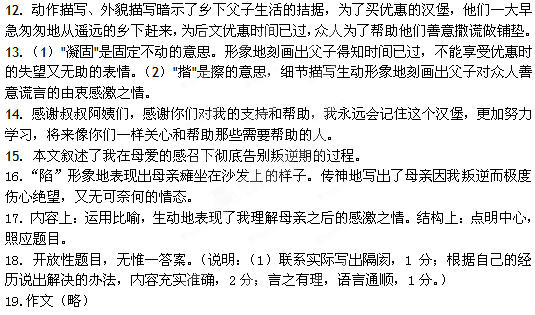 12. 动作描写、外貌描写暗示了乡下父子生活的拮据，为了买优惠的汉堡，他们一大早
急匆匆地从遥远的乡下赶来，为后文优惠时间已过，众人为了帮助他们善意撒谎做铺垫。
13.（1）"凝固"是固定不动的意思。形象地刻画出父子得知时间已过，不能享受优惠时
的失望又无助的表情。（2）"揩"是擦的意思，细节描写生动形象地刻画出父子对众人善
意谎言的由衷感激之情。
14. 感谢叔叔阿姨们，感谢你们对我的支持和帮助，我永远会记住这个汉堡，更加努力
学习，将来像你们一样关心和帮助那些需要帮助的人。
15. 本文叙述了我在母爱的感召下彻底告别叛逆期的过程。
16.“陷”形象地表现出母亲瘫坐在沙发上的样子。传神地写出了母亲因我叛逆而极度
伤心绝望，又无可奈何的情态。
17. 内容上：运用比喻，生动地表现了我理解母亲之后的感激之情。结构上：点明中心，
照应题目。
18. 开放性题目，无惟一答案。（说明：（1）联系实际写出隔阂，1 分；根据自己的经
历说出解决的办法，内容充实准确，2 分；言之有理，语言通顺，1 分。）
19.作文（略）